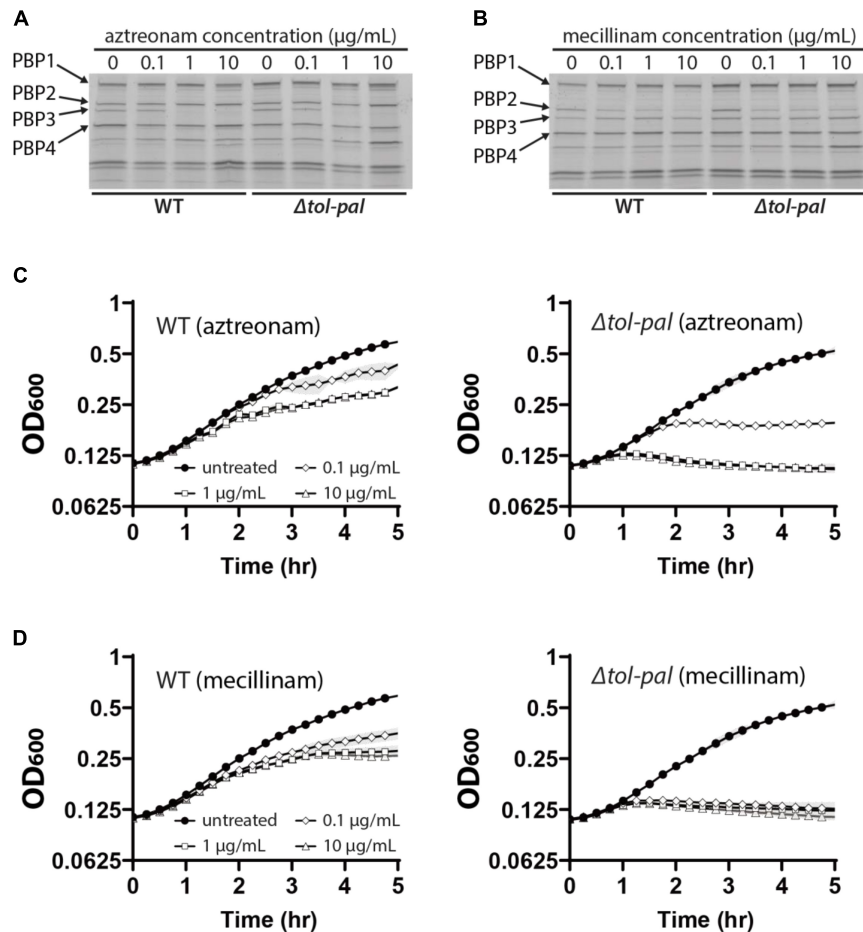 A
aztreonam concentration (µg/mL)
0 0.1 1 10 0 0.1 1 10
PBP1
PBP2
PBP3
PBP4
WT Δtol-pal
B
mecillinam concentration (µg/mL)
0 0.1 1 10 0 0.1 1 10
PBP1
PBP2
PBP3
PBP4
WT Δtol-pal
C
WT (aztreonam)
OD600
1
0.5
0.25
0.125
0.0625
untreated 0.1 µg/mL
1 µg/mL 10 µg/mL
0 1 2 3 4 5
Time (hr)
Δtol-pal (aztreonam)
OD600
1
0.5
0.25
0.125
0.0625
0 1 2 3 4 5
Time (hr)
D
WT (mecillinam)
OD600
1
0.5
0.25
0.125
0.0625
untreated 0.1 µg/mL
1 µg/mL 10 µg/mL
0 1 2 3 4 5
Time (hr)
Δtol-pal (mecillinam)
OD600
1
0.5
0.25
0.125
0.0625
0 1 2 3 4 5
Time (hr)